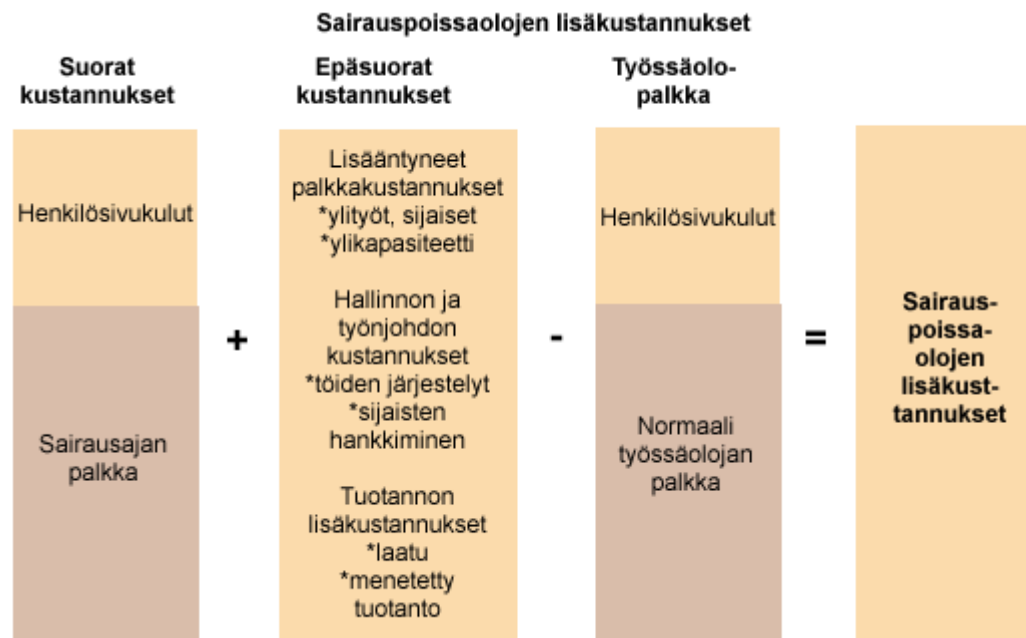 Sairauspoissaolojen lisäkustannukset
Suorat
kustannukset
Epäsuorat
kustannukset
Työssäolo-
palkka
Henkilösivukulut
Sairausajan
palkka
+
Lisääntyneet
palkkakustannukset
*ylityöt, sijaiset
*ylikapasiteetti
Hallinnon ja
työnjohdon
kustannukset
*töiden järjestelyt
*sijaisten
hankkiminen
Tuotannon
lisäkustannukset
*laatu
*menetetty
tuotanto
-
Henkilösivukulut
Normaali
työssäolojan
palkka
=
Sairaus-
poissa-
olojen
lisäkust-
tannukset